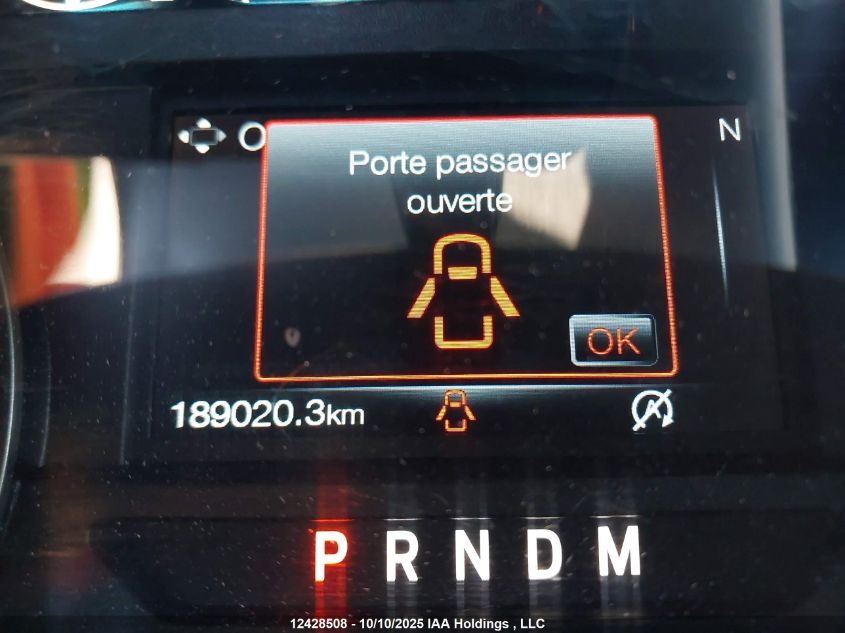 O
N
Porte passager
ouverte
OK
189020.3km
A
P R N D M
12428508 - 10/10/2025 IAA Holdings , LLC